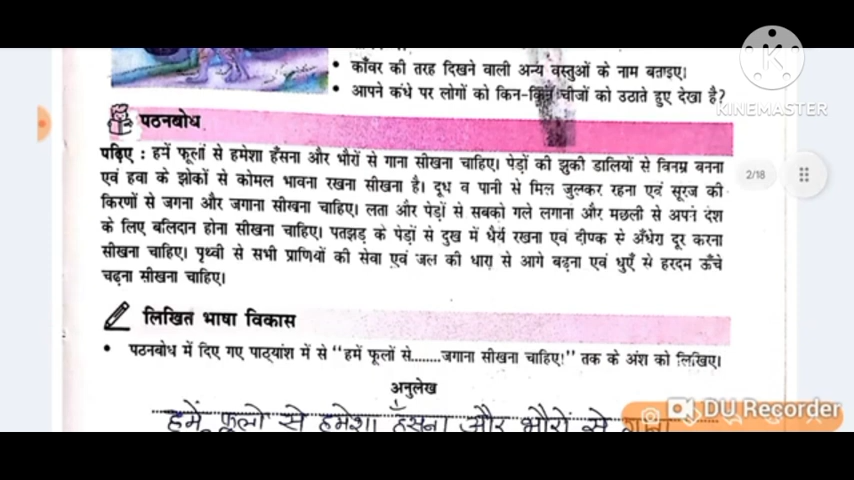 • काँवर की तरह दिखने वाली अन्य वस्तुओं के नाम बताइए।
• आपने कंधे पर लोगों को किन-किन चीजों को उठाते हुए देखा है?
KINEMASTER
पठनबोध
2/18
पढ़िए : हमें फूलों से हमेशा हँसना और भौरों से गाना सीखना चाहिए। पेड़ों की झुकी डालियों से विनम्र बनना
एवं हवा के झोकों से कोमल भावना रखना सीखना है। दूध व पानी से मिल जुलकर रहना एवं सूरज की
किरणों से जगना और जगाना सीखना चाहिए। लता और पेड़ों से सबको गले लगाना और मछली से अपने देश
के लिए बलिदान होना सीखना चाहिए। पतझड़ के पेड़ों से दुख में धैर्य रखना एवं दीपक से अँधेरा दूर करना
सीखना चाहिए। पृथ्वी से सभी प्राणियों की सेवा एवं जल की धारा से आगे बढ़ना एवं धुएँ से हरदम ऊँचे
चढ़ना सीखना चाहिए।
लिखित भाषा विकास
• पठनबोध में दिए गए पाठ्यांश में से "हमें फूलों से........जगाना सीखना चाहिए!" तक के अंश को लिखिए।
अनुलेख
हमें फूलो से हमेशा हँसना और भौरों से गाना
DU Recorder